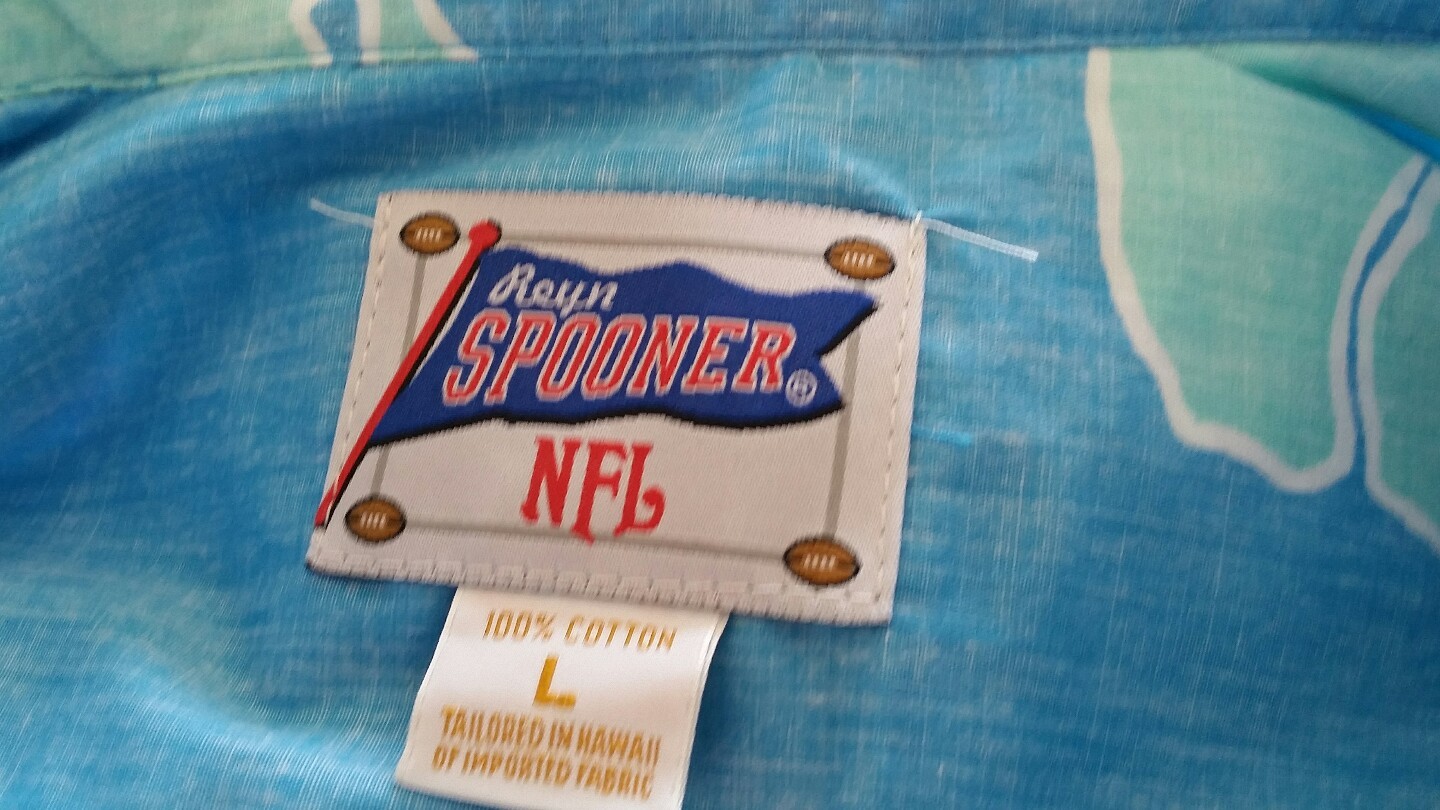 Reyn
SPOONER®
NFL
100% COTTON
L
TAILORED IN HAWAII
OF IMPORTED FABRIC